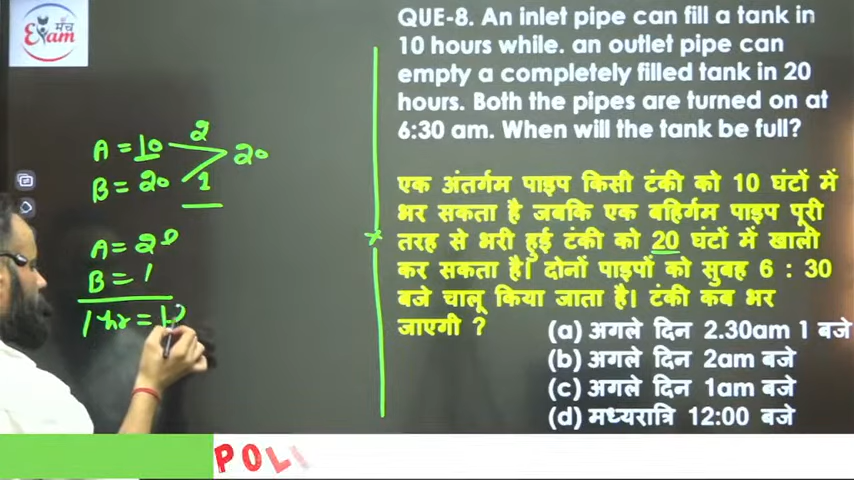 मंच
Exam
QUE-8. An inlet pipe can fill a tank in
10 hours while. an outlet pipe can
empty a completely filled tank in 20
hours. Both the pipes are turned on at
6:30 am. When will the tank be full?
एक अंतर्गम पाइप किसी टंकी को 10 घंटों में
भर सकता है जबकि एक बहिर्गम पाइप पूरी
तरह से भरी हुई टंकी को 20 घंटों में खाली
कर सकता है। दोनों पाइपों को सुबह 6 : 30
बजे चालू किया जाता है। टंकी कब भर
जाएगी ?
(a) अगले दिन 2.30am 1 बजे
(b) अगले दिन 2am बजे
(c) अगले दिन 1am बजे
(d) मध्यरात्रि 12:00 बजे
A = 10 2
20
B = 20 1
A = 2
B = 1
1 hr =
POLI